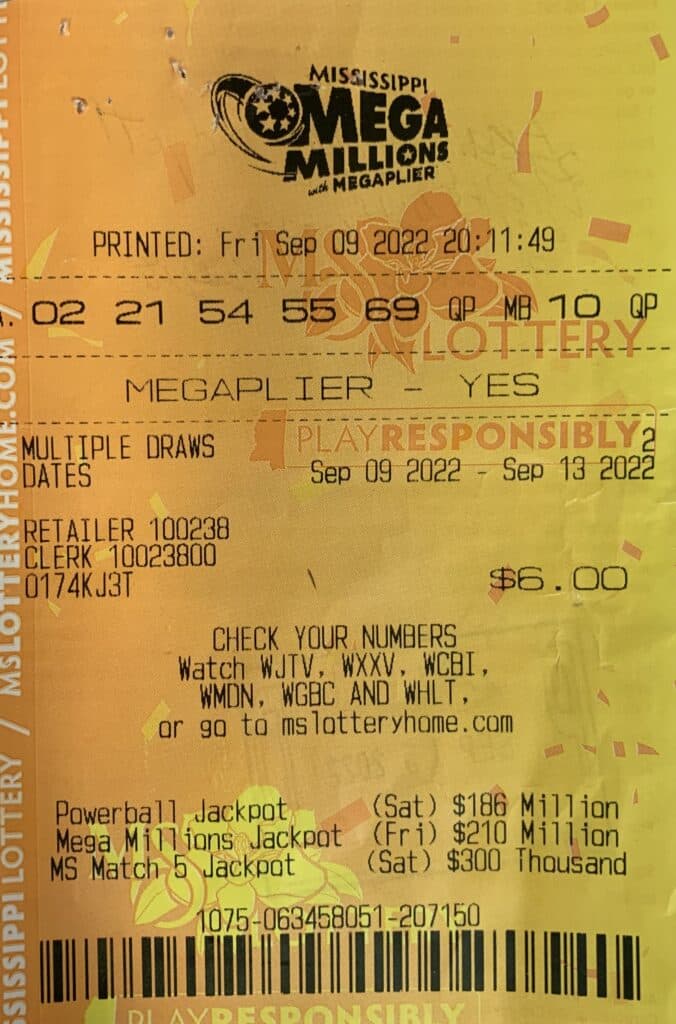 MISSISSIPPI
MEGA
MILLIONS
with MEGAPLIER
PRINTED: Fri Sep 09 2022 20:11:49
A. 02 21 54 55 69 QP MB 10 QP
MS LOTTERY
MEGAPLIER - YES
PLAY RESPONSIBLY
MULTIPLE DRAWS 2
DATES Sep 09 2022 - Sep 13 2022
RETAILER 100238
CLERK 10023800
0174KJ3T
$6.00
CHECK YOUR NUMBERS
Watch WJTV, WXXV, WCBI,
WMDN, WGBC AND WHLT,
or go to mslotteryhome.com
Powerball Jackpot (Sat) $186 Million
Mega Millions Jackpot (Fri) $210 Million
MS Match 5 Jackpot (Sat) $300 Thousand
1075-063458051-207150
PLAYRESPONSIBLY
MISSISSIPPI LOTTERY / MSLOTTERYHOME.COM / MISSISSIPPI LOTTERY